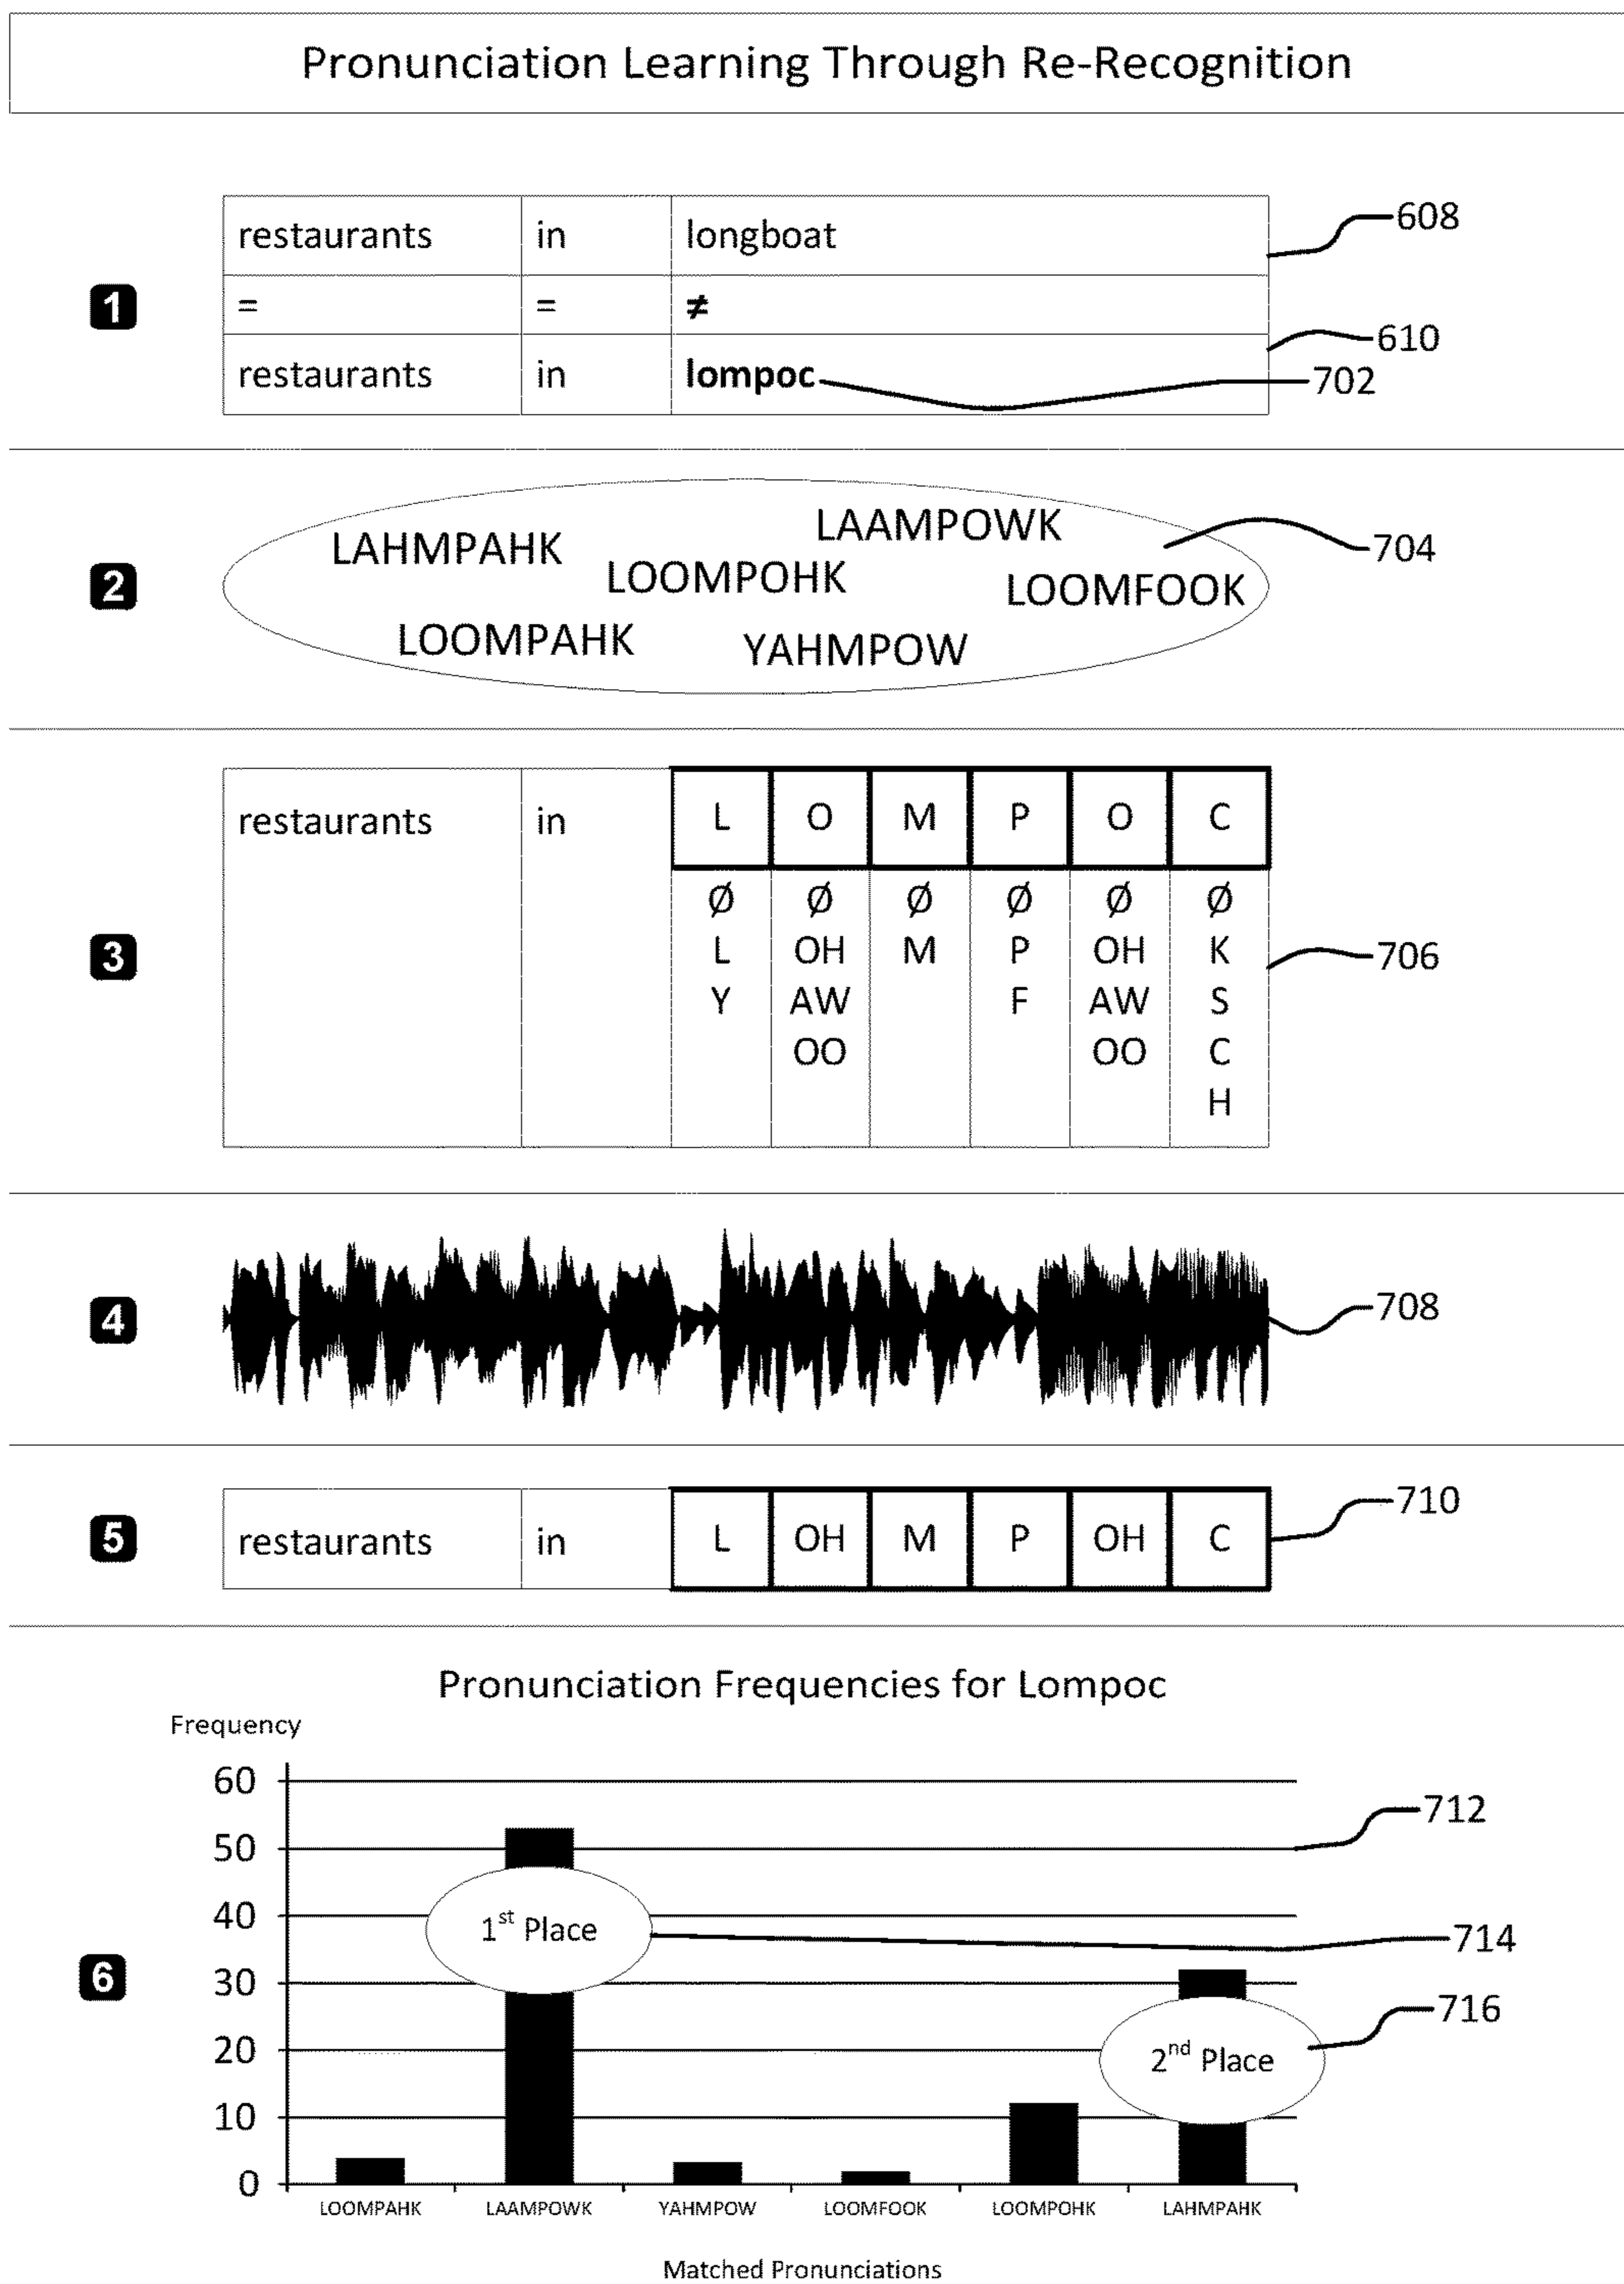 Pronunciation Learning Through Re-Recognition
restaurants in longboat
608
1
= = ≠
610
restaurants in lompoc
702
LAAMPOWK
LAHMPAHK
704
2
LOOMPOHK
LOOMFOOK
LOOMPAHK
YAHMPOW
restaurants in L O M P O C
Ø Ø Ø Ø Ø Ø
L OH M P OH K
3
706
Y AW F AW S
OO OO C
H
4
708
5
restaurants in L OH M P OH C
710
Pronunciation Frequencies for Lompoc
Frequency
60
712
50
40
1st Place
714
6
30
716
20
2nd Place
10
0
LOOMPAHK LAAMPOWK YAHMPOW LOOMFOOK LOOMPOHK LAHMPAHK
Matched Pronunciations